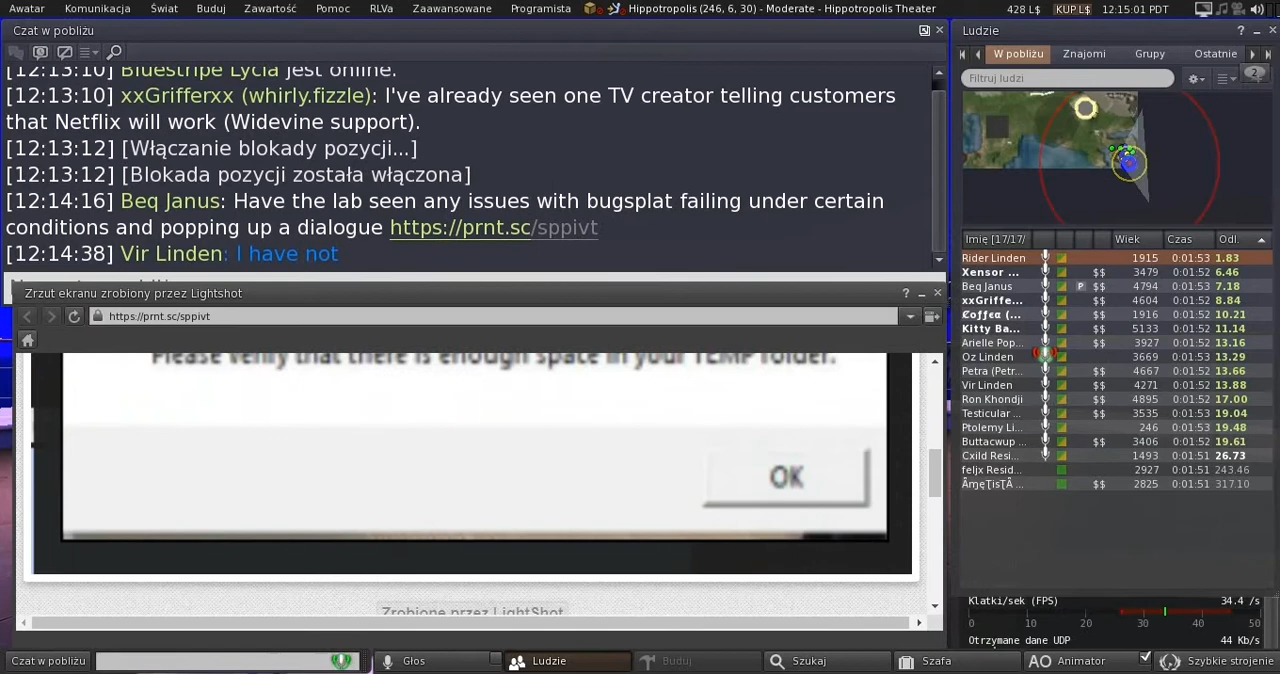 Awatar Komunikacja Świat Buduj Zawartość Pomoc RLVa Zaawansowane Programista Hippotropolis (246, 6, 30) - Moderate - Hippotropolis Theater 428 L$ KUP L$ 12:15:01 PDT
Czat w pobliżu
[12:13:10] Bluestripe Lycia jest online.
[12:13:10] xxGrifferxx (whirly.fizzle): I've already seen one TV creator telling customers
that Netflix will work (Widevine support).
[12:13:12] [Włączanie blokady pozycji...]
[12:13:12] [Blokada pozycji została włączona]
[12:14:16] Beq Janus: Have the lab seen any issues with bugsplat failing under certain
conditions and popping up a dialogue https://prnt.sc/sppivt
[12:14:38] Vir Linden: I have not
Zrzut ekranu zrobiony przez Lightshot
https://prnt.sc/sppivt
Please verify that there is enough space in your TEMP folder.
OK
Zrobione przez LightShot
Ludzie
W pobliżu Znajomi Grupy Ostatnie
Filtruj ludzi
2
Imię [17/17/ Wiek Czas Odl.
Rider Linden 1915 0:01:53 1.83
Xensor ... $$ 3479 0:01:52 6.46
Beq Janus P $$ 4794 0:01:53 7.18
xxGriffe... $$ 4604 0:01:52 8.84
$$ 1916 0:01:52 10.21
Kitty Ba... $$ 5133 0:01:52 11.14
Arielle Pop... $$ 3927 0:01:52 13.16
Oz Linden 3669 0:01:53 13.29
Petra (Petr... $$ 4667 0:01:52 13.66
Vir Linden $$ 4271 0:01:52 13.88
Ron Khondji $$ 4895 0:01:52 17.00
Testicular ... $$ 3535 0:01:53 19.04
Ptolemy Li... 246 0:01:53 19.48
Buttacwup ... $$ 3406 0:01:52 19.61
Cxild Resi... 1493 0:01:51 26.73
feljx Resid... 2927 0:01:51 243.46
$$ 2825 0:01:51 317.10
Klatki/sek (FPS) 34.4 /s
0 10 20 30 40 50
Otrzymane dane UDP 44 Kb/s
Czat w pobliżu Głos Ludzie Buduj Szukaj Szafa AO Animator Szybkie strojenie